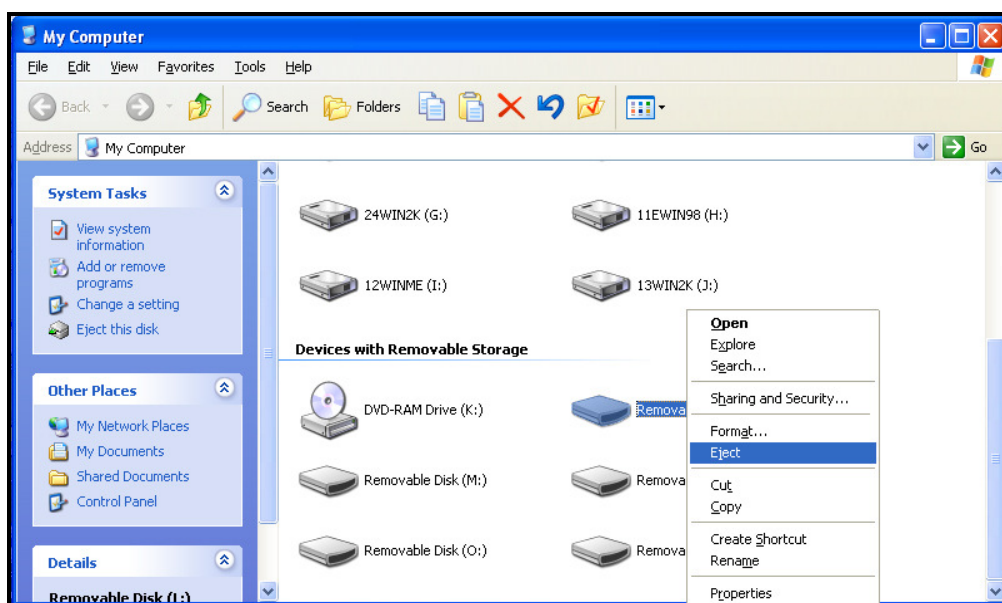 My Computer
File Edit View Favorites Tools Help
Back Search Folders
Address My Computer Go
System Tasks
View system
information
Add or remove
programs
Change a setting
Eject this disk
Other Places
My Network Places
My Documents
Shared Documents
Control Panel
Details
Removable Disk (L:)
24WIN2K (G:) 11EWIN98 (H:)
12WINME (I:) 13WIN2K (J:)
Devices with Removable Storage
DVD-RAM Drive (K:) Remova
Removable Disk (M:) Remova
Removable Disk (O:) Remova
Open
Explore
Search...
Sharing and Security...
Format...
Eject
Cut
Copy
Create Shortcut
Rename
Properties